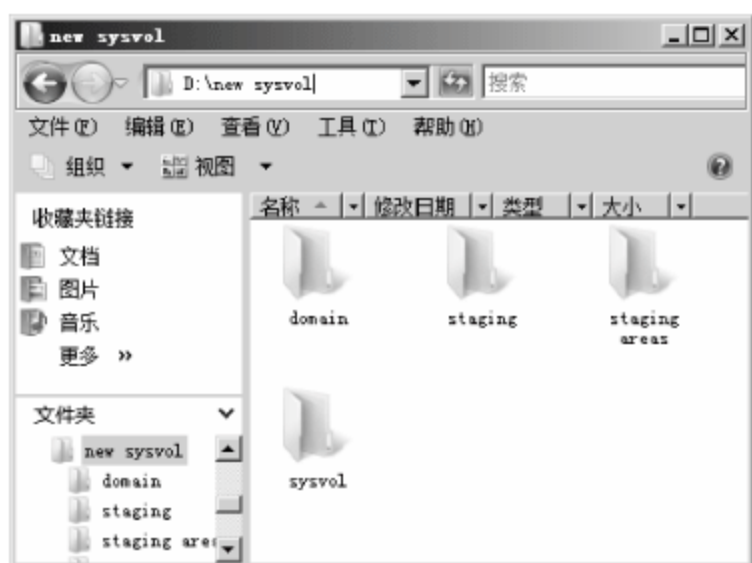 new sysvol
D:\new sysvol
搜索
文件(F) 编辑(E) 查看(V) 工具(T) 帮助(H)
组织 视图
收藏夹链接
文档
图片
音乐
更多 »
文件夹
new sysvol
domain
staging
staging are
名称 修改日期 类型 大小
domain
staging
staging
areas
sysvol